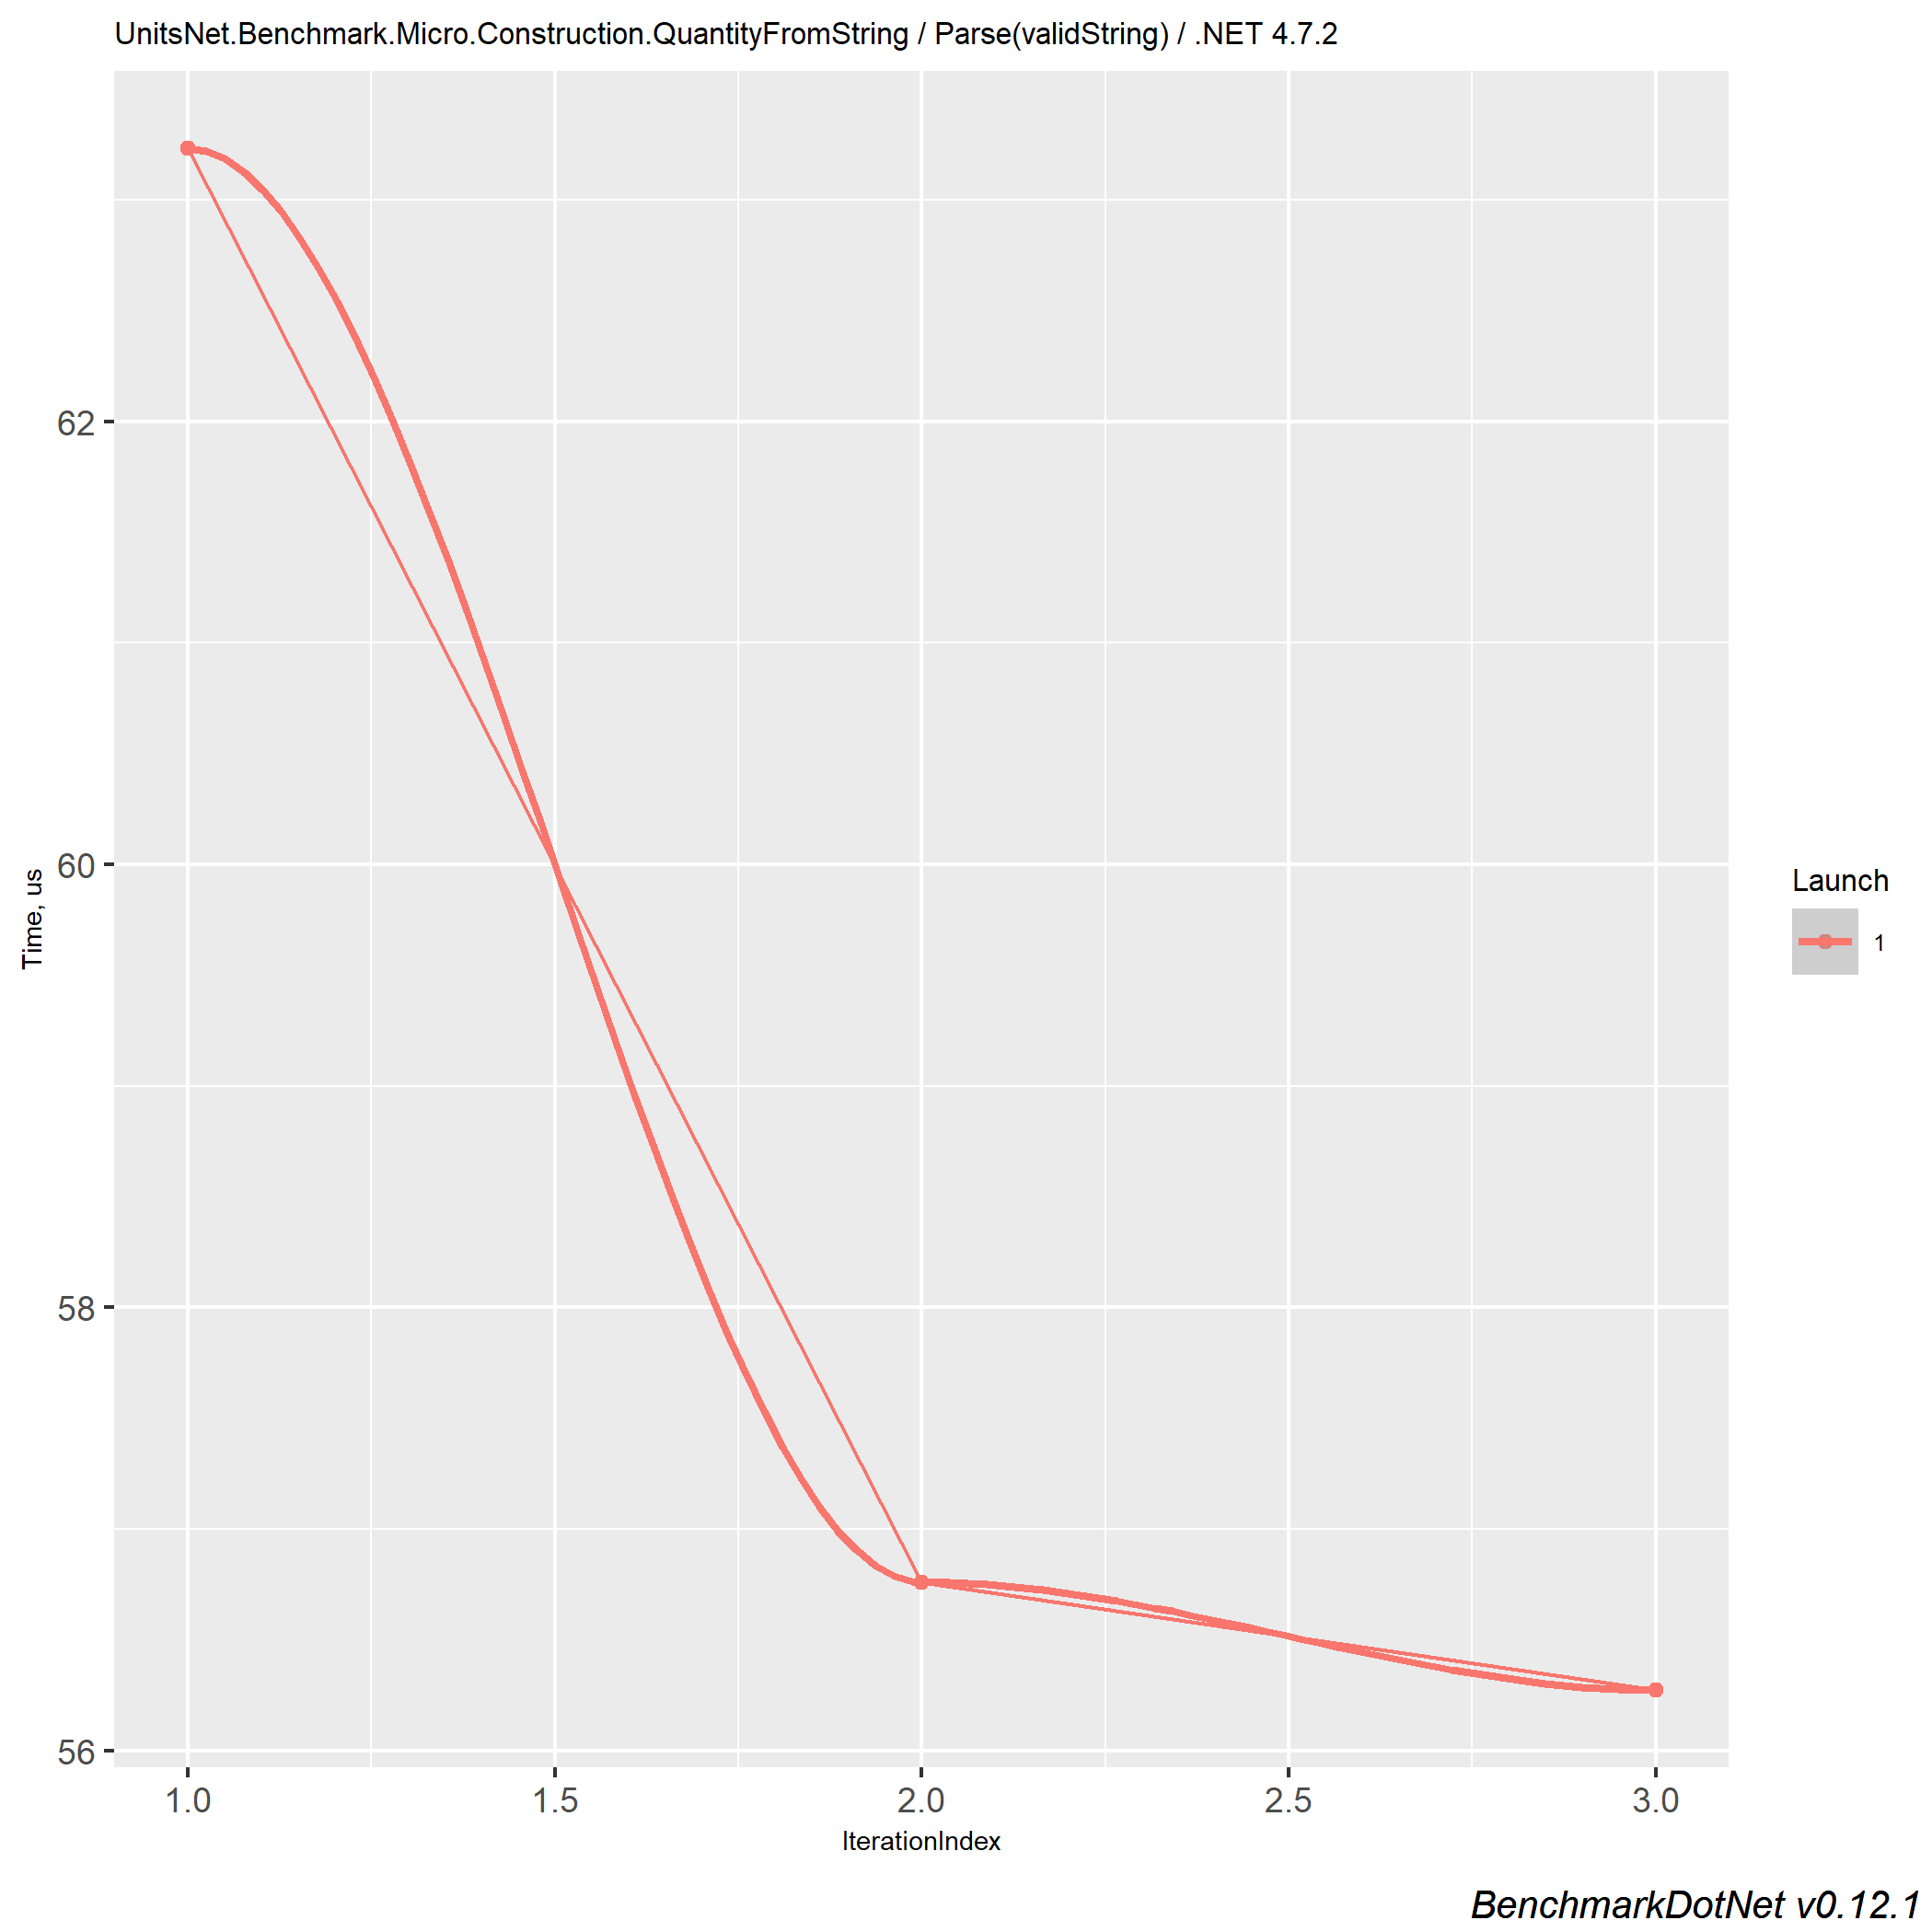 UnitsNet.Benchmark.Micro.Construction.QuantityFromString / Parse(validString) / .NET 4.7.2
62
60
58
56
Time, us
1.0 1.5 2.0 2.5 3.0
IterationIndex
Launch
1
BenchmarkDotNet v0.12.1